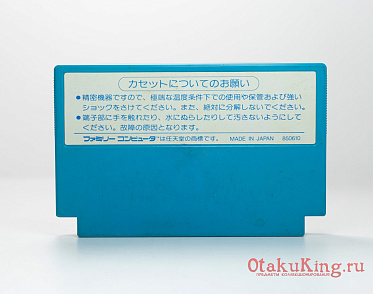 カセットについてのお願い
●精密機器ですので、極端な温度条件下での使用や保管および強い
ショックをさけてください。また、絶対に分解しないでください。
●端子部に手を触れたり、水にぬらしたりして汚さないようにして
ください。故障の原因となります。
ファミリー コンピュータ は任天堂の商標です。 MADE IN JAPAN 850610
OtakuKing.ru
ПРЕДМЕТЫ КОЛЛЕКЦИОНИРОВАНИЯ